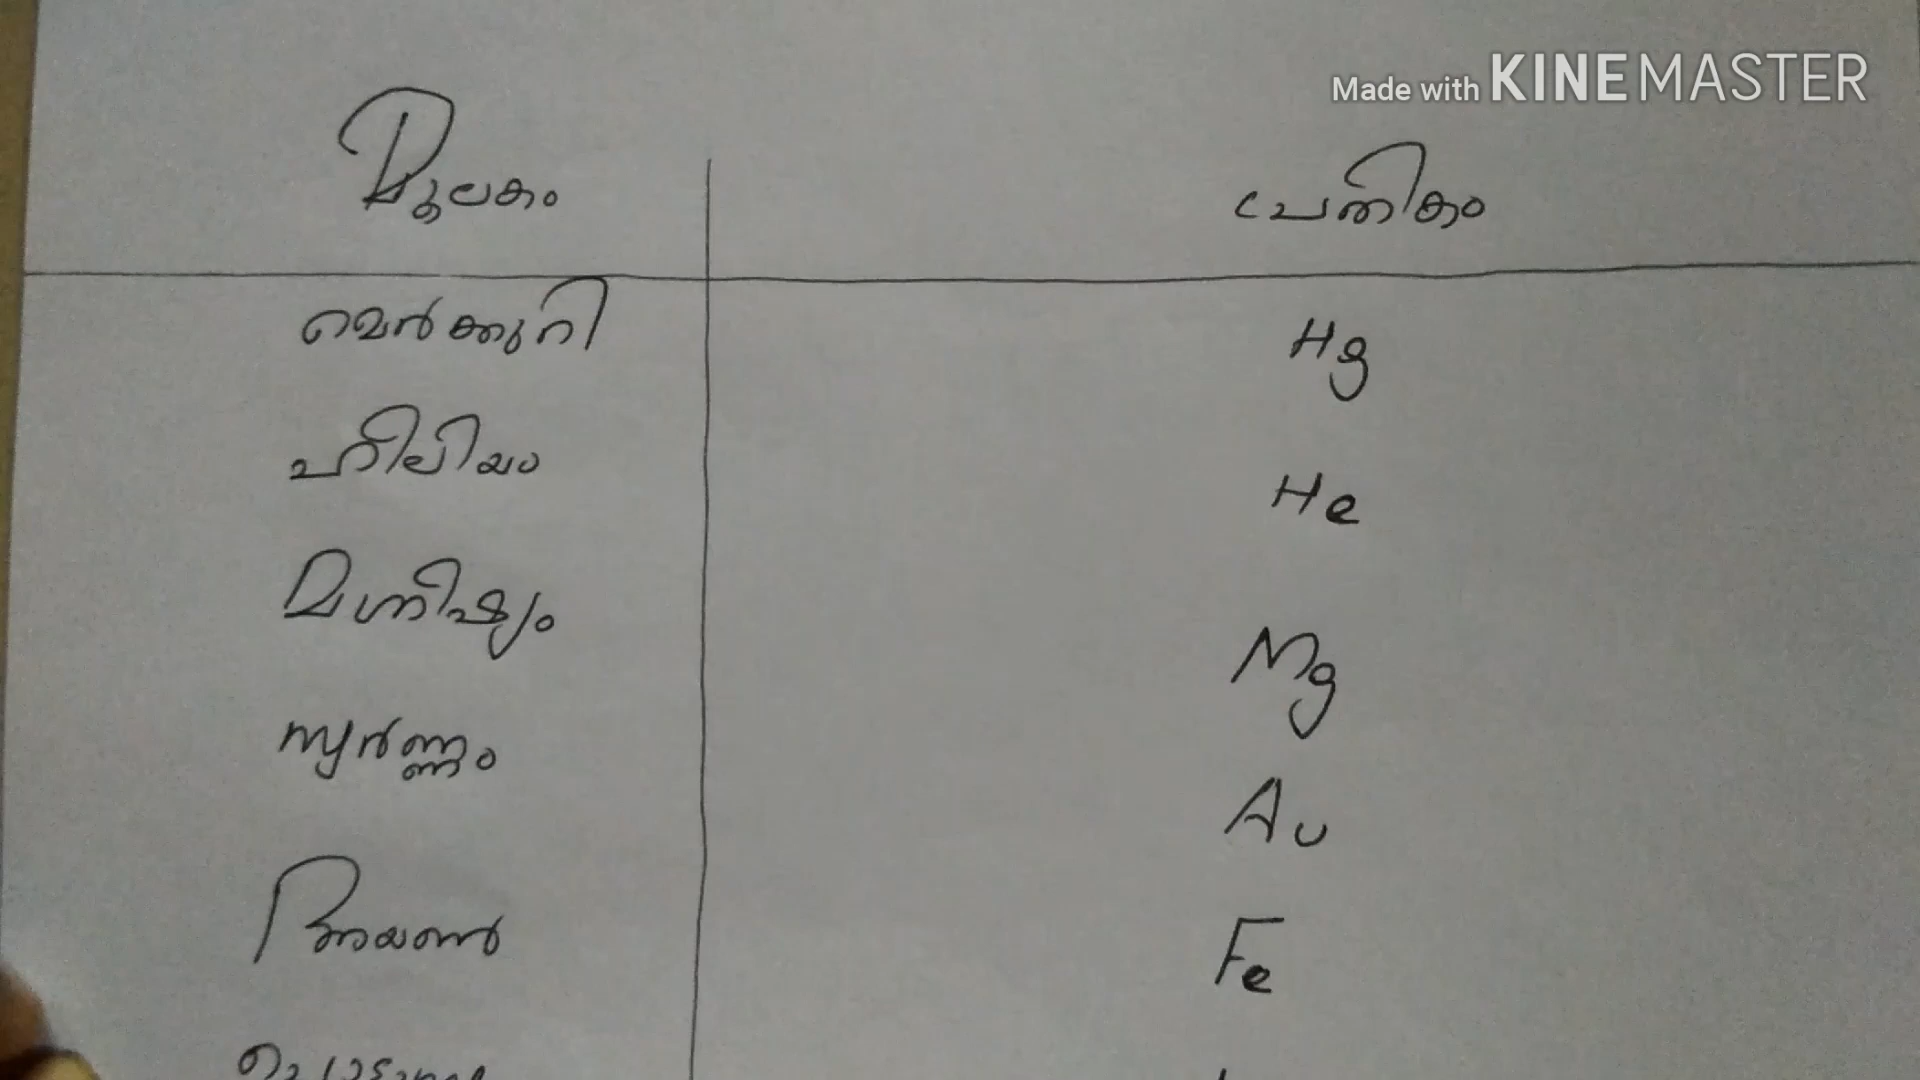 Made with KINEMASTER
മൂലകം പ്രതീകം
മെർക്കുറി Hg
ഹീലിയം He
മഗ്നീഷ്യം Mg
സ്വർണ്ണം Au
അയൺ Fe